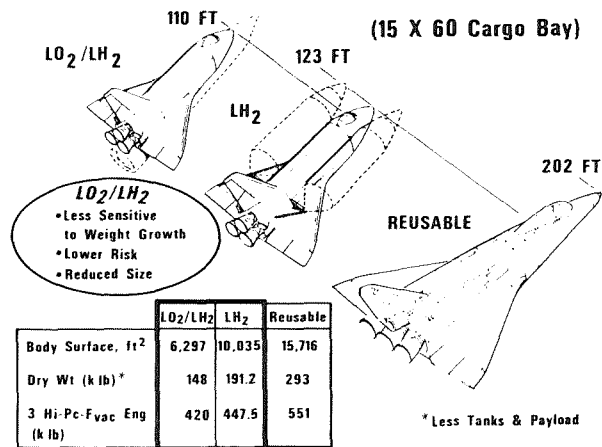 110 FT
(15 X 60 Cargo Bay)
LO2/LH2
123 FT
LH2
202 FT
LO2/LH2
•Less Sensitive
to Weight Growth
•Lower Risk
•Reduced Size
REUSABLE
LO2/LH2 LH2 Reusable
Body Surface, ft2 6,297 10,035 15,716
Dry Wt (k lb)* 148 191.2 293
3 Hi-Pc-Fvac Eng 420 447.5 551
(k lb)
*Less Tanks & Payload